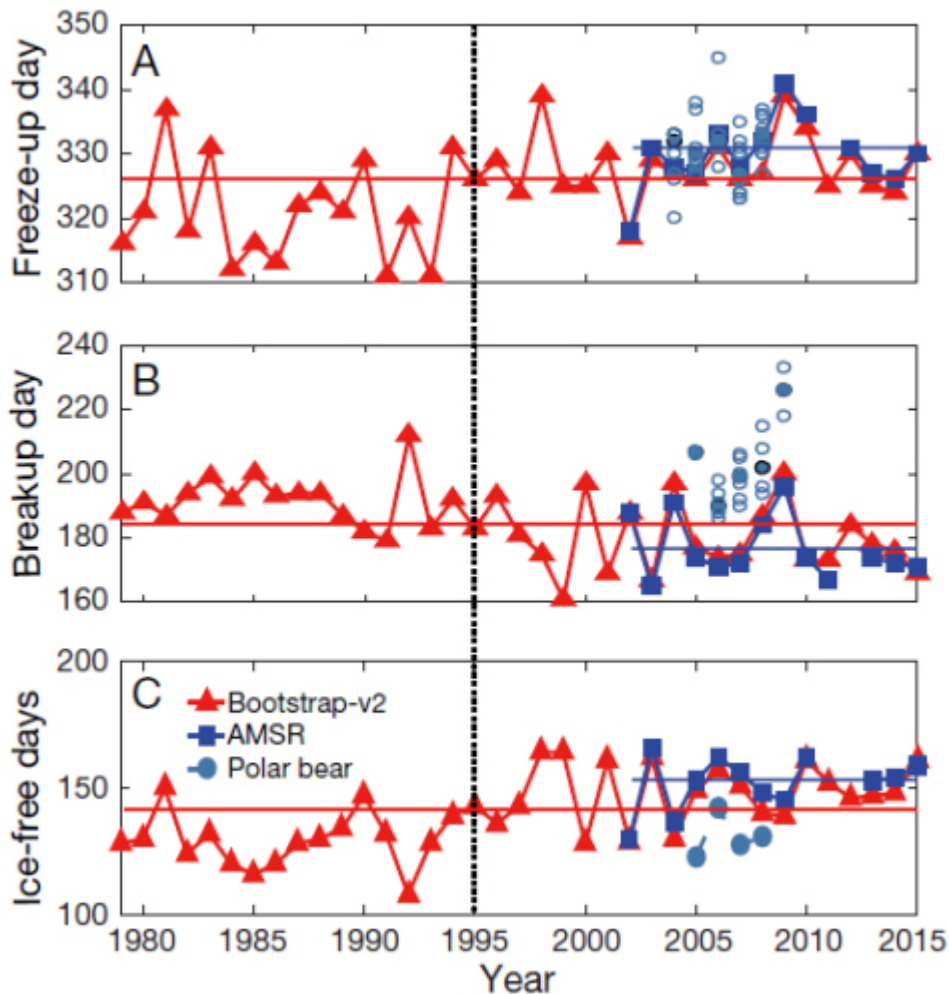 350
340
330
320
310
Freeze-up day
A
240
220
200
180
160
Breakup day
B
200
150
100
Ice-free days
C
Bootstrap-v2
AMSR
Polar bear
1980 1985 1990 1995 2000 2005 2010 2015
Year